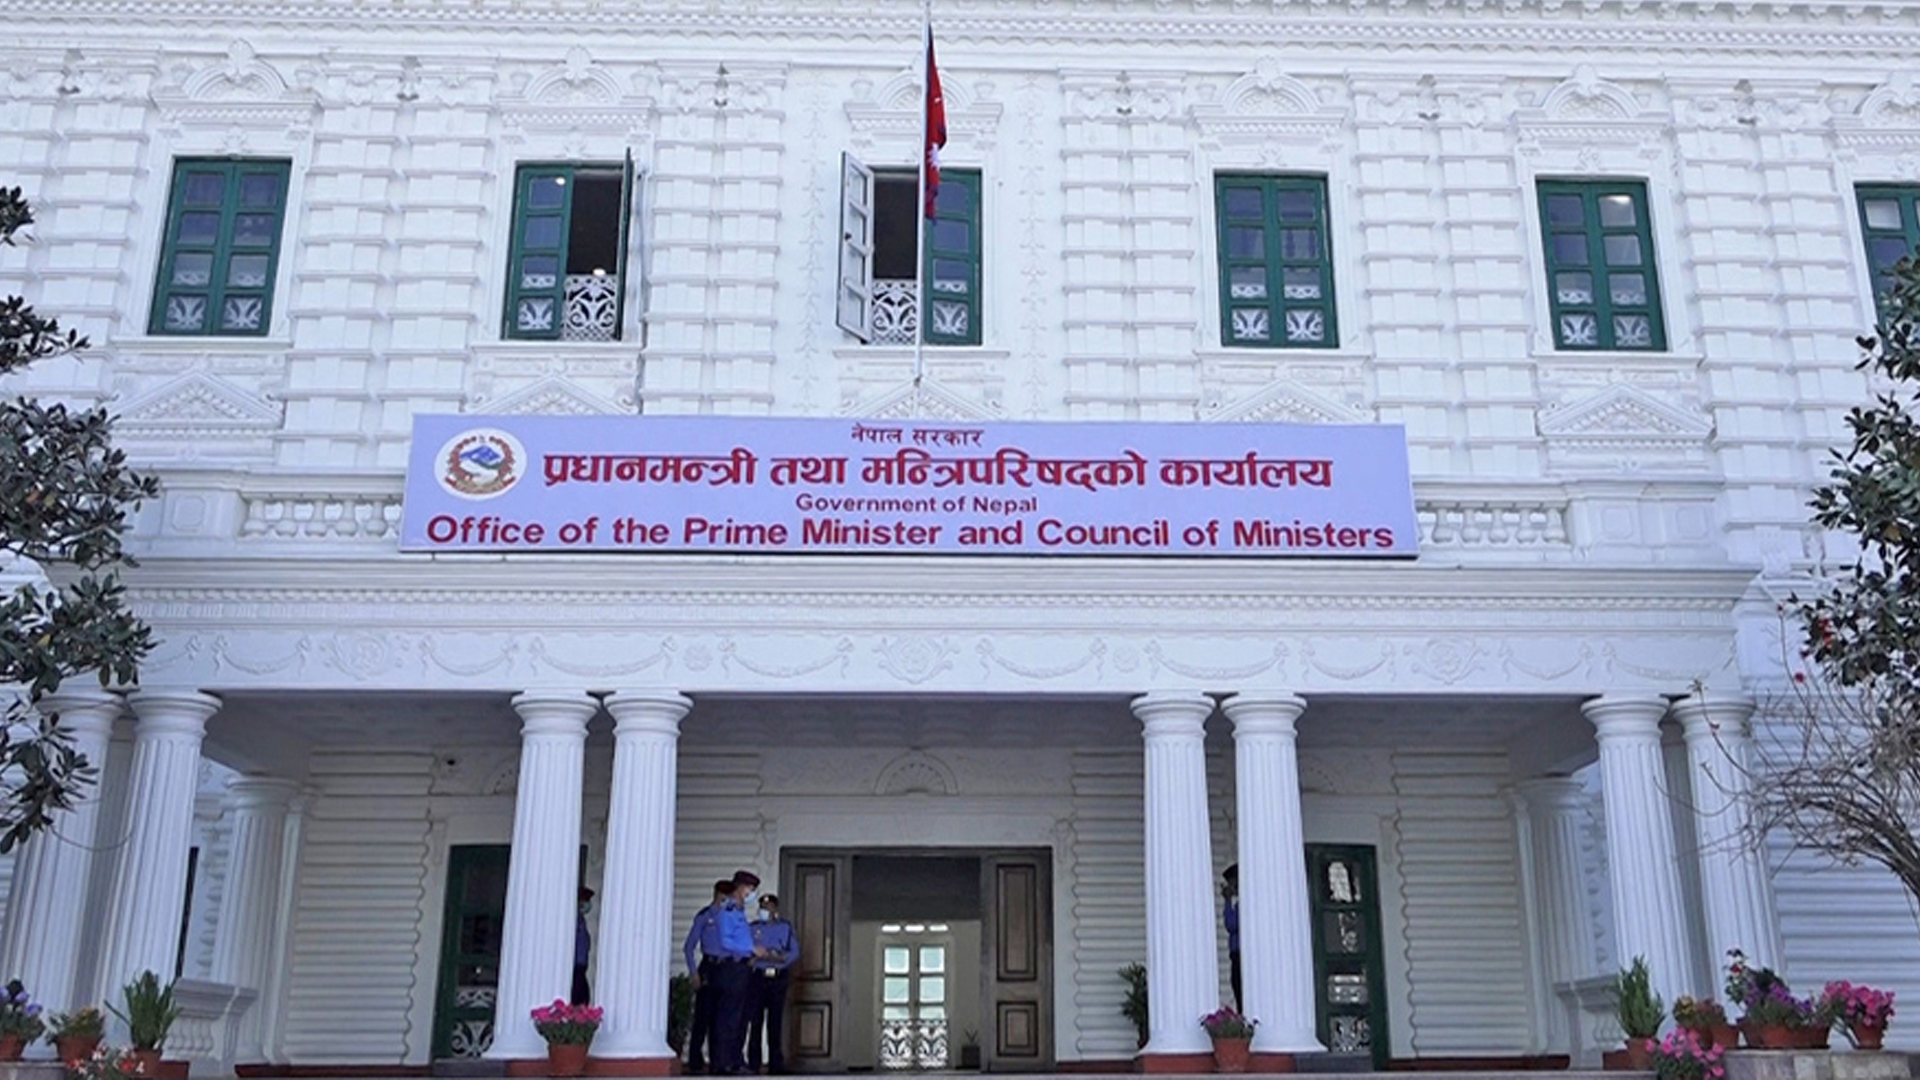 नेपाल सरकार
प्रधानमन्त्री तथा मन्त्रिपरिषदको कार्यालय
Government of Nepal
Office of the Prime Minister and Council of Ministers